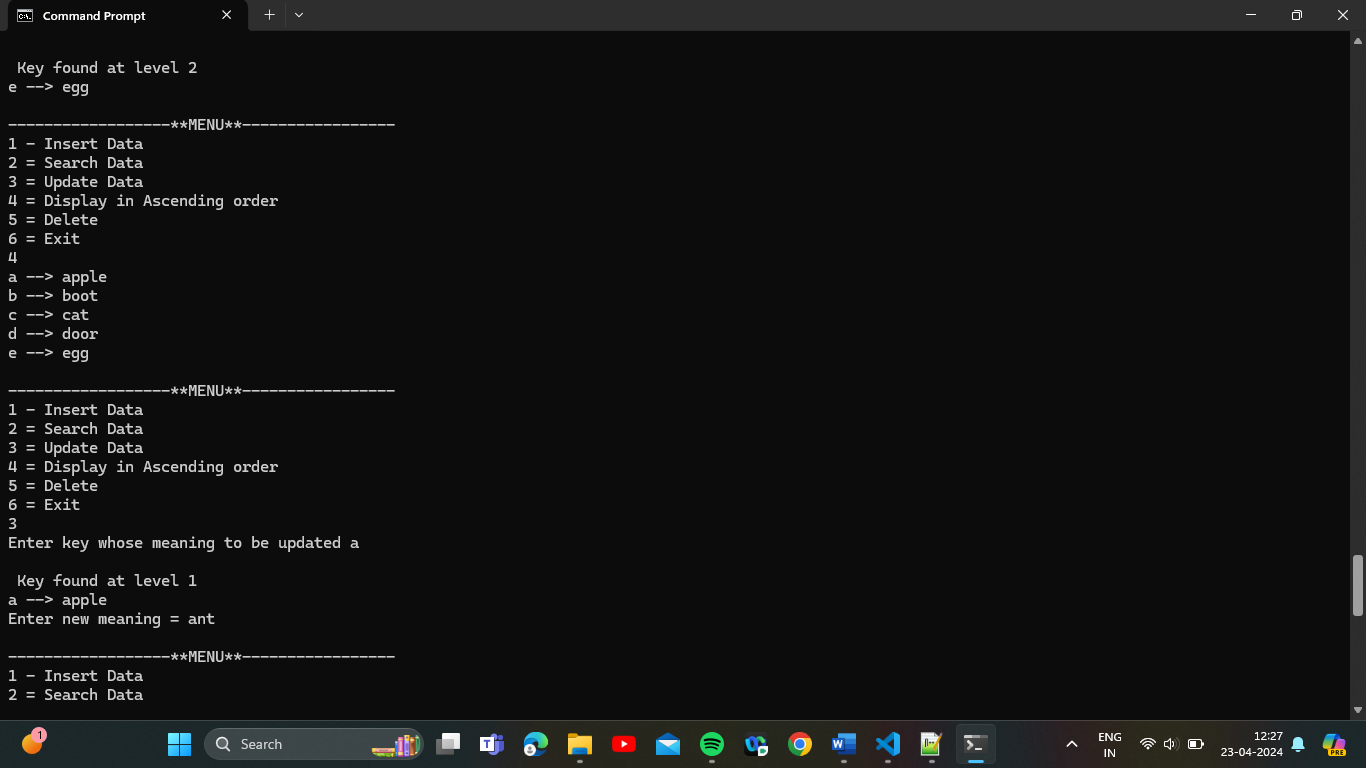 Command Prompt
Key found at level 2
e --> egg
------------------**MENU**-----------------
1 - Insert Data
2 = Search Data
3 = Update Data
4 = Display in Ascending order
5 = Delete
6 = Exit
4
a --> apple
b --> boot
c --> cat
d --> door
e --> egg
------------------**MENU**-----------------
1 - Insert Data
2 = Search Data
3 = Update Data
4 = Display in Ascending order
5 = Delete
6 = Exit
3
Enter key whose meaning to be updated a
Key found at level 1
a --> apple
Enter new meaning = ant
------------------**MENU**-----------------
1 - Insert Data
2 = Search Data
1
Search
ENG
IN
12:27
23-04-2024
PRE